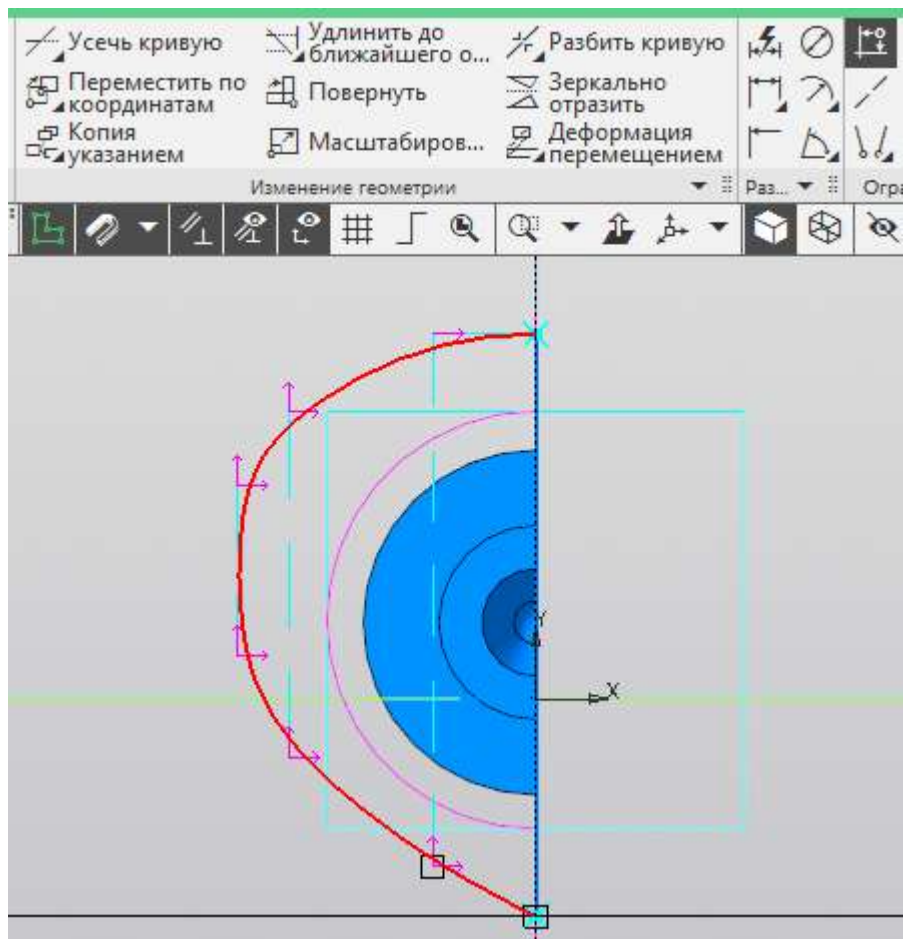 Усечь кривую
Удлинить до
ближайшего о...
Разбить кривую
Переместить по
координатам
Повернуть
Зеркально
отразить
Копия
указанием
Масштабиров...
Деформация
перемещением
Изменение геометрии
Раз...
Огра
Y
X